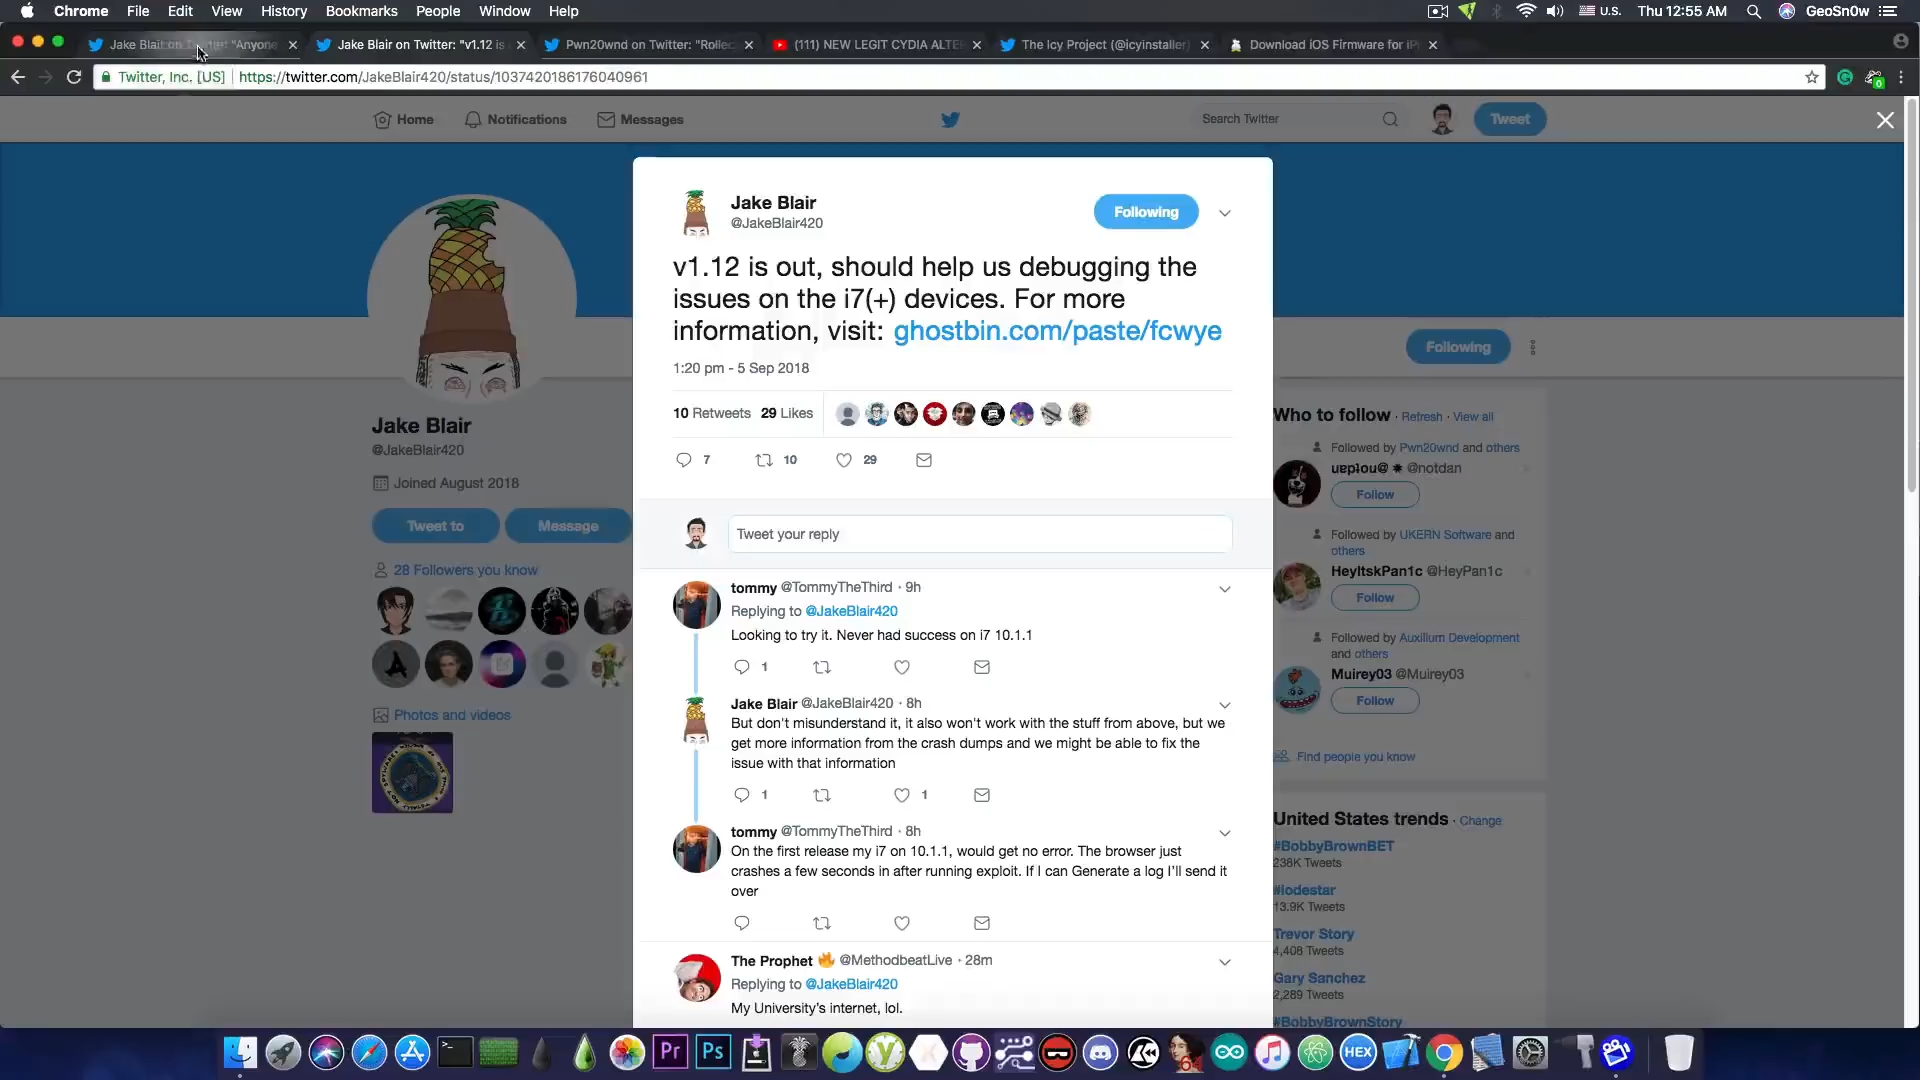 Chrome File Edit View History Bookmarks People Window Help U.S. Thu 12:55 AM GeoSn0w
Jake Blair on Twitter: "Anyone Jake Blair on Twitter: "v1.12 is Pwn20wnd on Twitter: "Rollec (111) NEW LEGIT CYDIA ALTE The Icy Project (@icyinstaller) Download iOS Firmware for iP
Twitter, Inc. [US] https://twitter.com/JakeBlair420/status/1037420186176040961
Home Notifications Messages Search Twitter Tweet
Jake Blair
@JakeBlair420
Following
v1.12 is out, should help us debugging the
issues on the i7(+) devices. For more
information, visit: ghostbin.com/paste/fcwye
1:20 pm - 5 Sep 2018
10 Retweets 29 Likes
7 10 29
Tweet your reply
tommy @TommyTheThird · 9h
Replying to @JakeBlair420
Looking to try it. Never had success on i7 10.1.1
1
Jake Blair @JakeBlair420 · 8h
But don't misunderstand it, it also won't work with the stuff from above, but we
get more information from the crash dumps and we might be able to fix the
issue with that information
1 1
tommy @TommyTheThird · 8h
On the first release my i7 on 10.1.1, would get no error. The browser just
crashes a few seconds in after running exploit. If I can Generate a log I'll send it
over
The Prophet @MethodbeatLive · 28m
Replying to @JakeBlair420
My University's internet, lol.
Jake Blair
@JakeBlair420
Joined August 2018
Tweet to Message
28 Followers you know
Photos and videos
Following
Who to follow · Refresh · View all
Followed by Pwn20wnd and others
@notdan
Follow
Followed by UKERN Software and
others
HeyItskPan1c @HeyPan1c
Follow
Followed by Auxilium Development
and others
Muirey03 @Muirey03
Follow
Find people you know
United States trends · Change
#BobbyBrownBET
238K Tweets
#lodestar
13.9K Tweets
Trevor Story
4,408 Tweets
Gary Sanchez
2,289 Tweets
#BobbyBrownStory
Pr Ps HEX